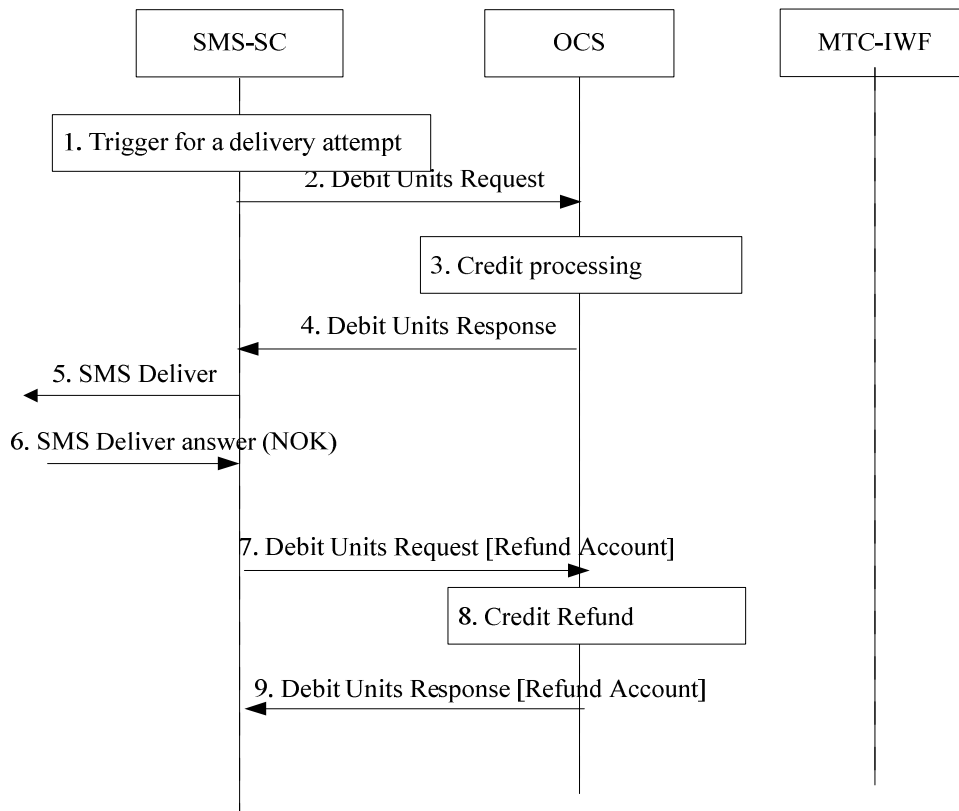 SMS-SC
OCS
MTC-IWF
1. Trigger for a delivery attempt
2. Debit Units Request
3. Credit processing
4. Debit Units Response
5. SMS Deliver
6. SMS Deliver answer (NOK)
7. Debit Units Request [Refund Account]
8. Credit Refund
9. Debit Units Response [Refund Account]